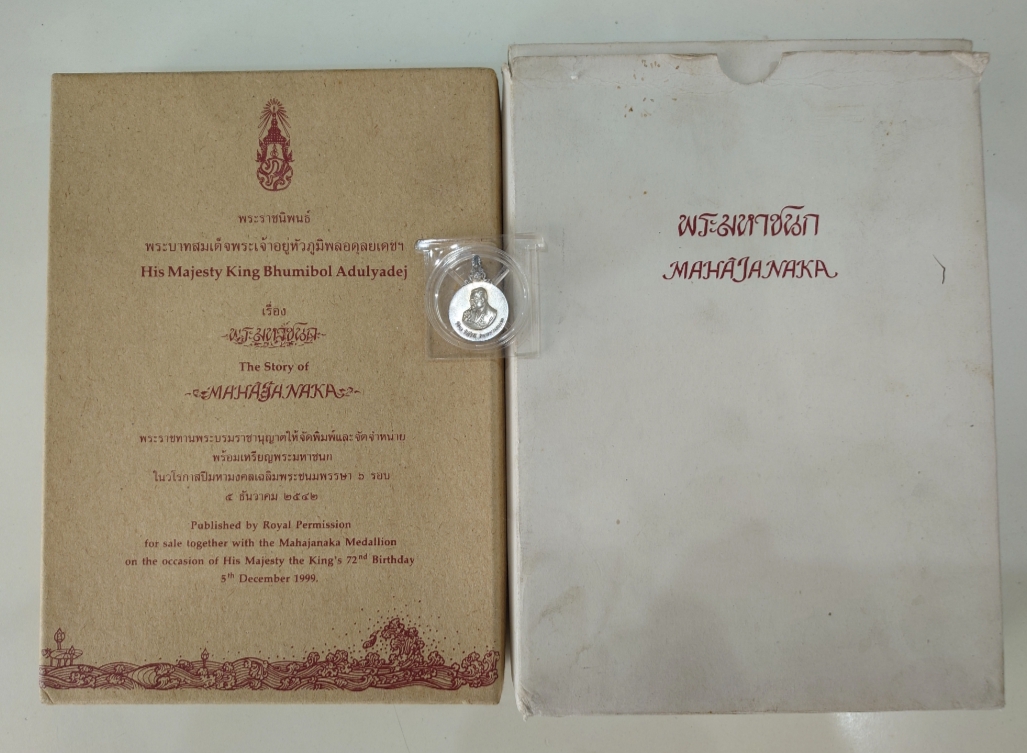 พระราชนิพนธ์
พระบาทสมเด็จพระเจ้าอยู่หัวภูมิพลอดุลยเดชฯ
His Majesty King Bhumibol Adulyadej
เรื่อง
พระมหาชนก
The Story of
MAHĀJANAKA
พระราชทานพระบรมราชานุญาตให้จัดพิมพ์และจัดจำหน่าย
พร้อมเหรียญพระมหาชนก
ในวโรกาสปีมหามงคลเฉลิมพระชนมพรรษา ๖ รอบ
๕ ธันวาคม ๒๕๔๒
Published by Royal Permission
for sale together with the Mahajanaka Medallion
on the occasion of His Majesty the King's 72nd Birthday
5th December 1999.
พระมหาชนก
MAHĀJANAKA